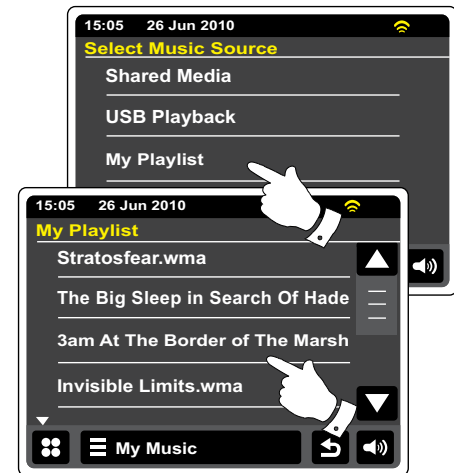 15:05 26 Jun 2010
Select Music Source
Shared Media
USB Playback
My Playlist
15:05 26 Jun 2010
My Playlist
Stratosfear.wma
The Big Sleep in Search Of Hade
3am At The Border of The Marsh
Invisible Limits.wma
My Music